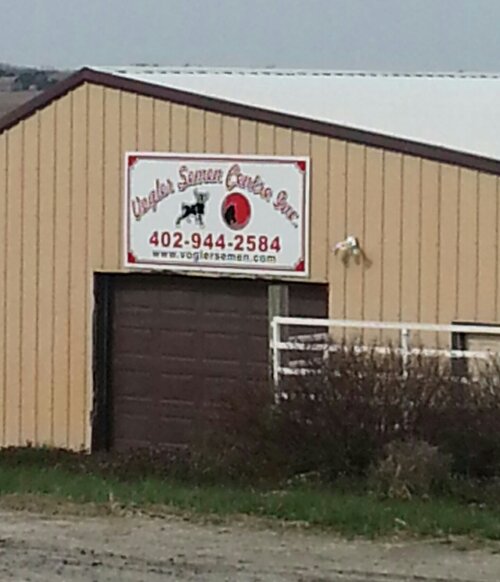 Vogler Semen Centre Inc.
402-944-2584
www.voglersemen.com